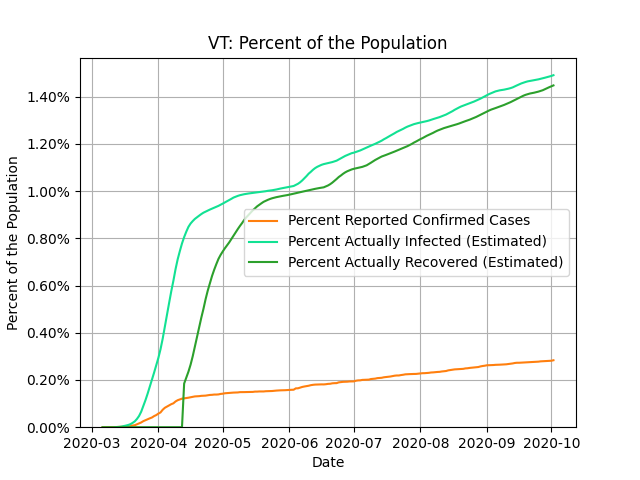 VT: Percent of the Population
Percent of the Population
1.40%
1.20%
1.00%
0.80%
0.60%
0.40%
0.20%
0.00%
Percent Reported Confirmed Cases
Percent Actually Infected (Estimated)
Percent Actually Recovered (Estimated)
2020-03 2020-04 2020-05 2020-06 2020-07 2020-08 2020-09 2020-10
Date